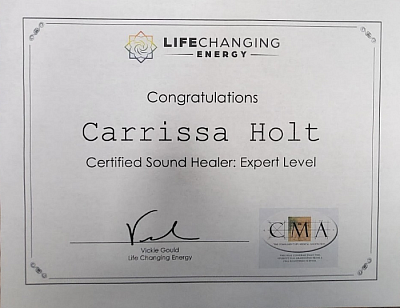 LIFECHANGING
ENERGY
Congratulations
Carrissa Holt
Certified Sound Healer: Expert Level
Vickie Gould
Life Changing Energy
CMA